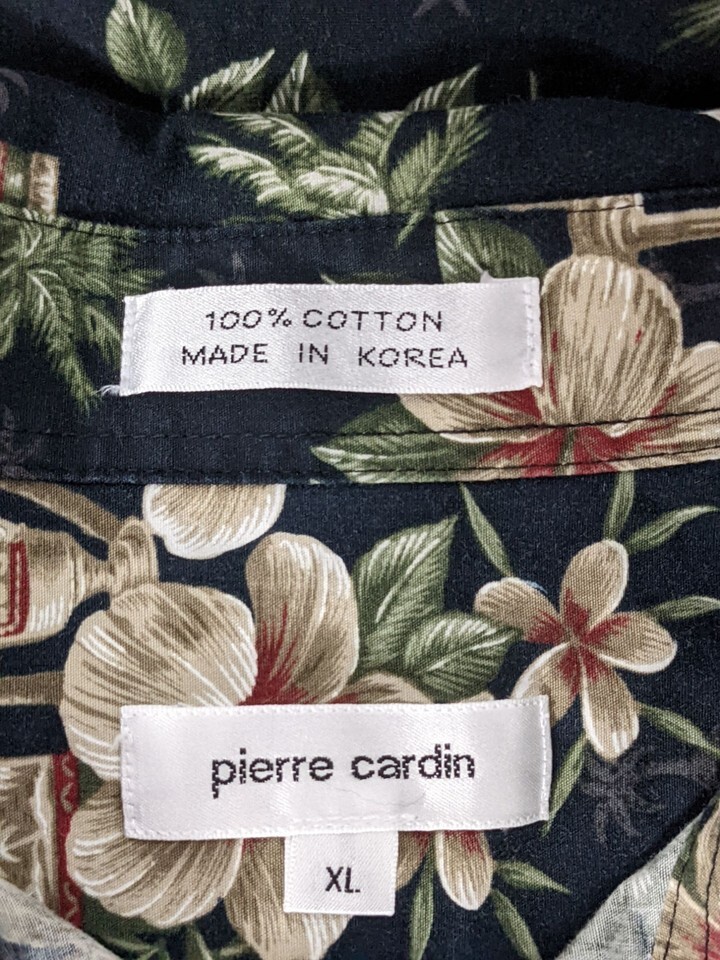 100% COTTON
MADE IN KOREA
pierre cardin
XL